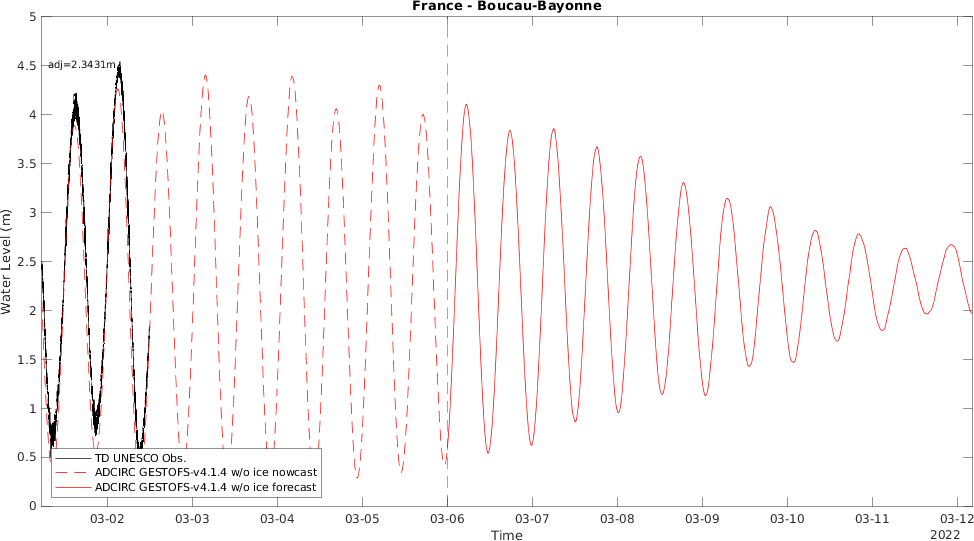 France - Boucau-Bayonne
adj=2.3431m
Water Level (m)
5
4.5
4
3.5
3
2.5
2
1.5
1
0.5
0
TD UNESCO Obs.
ADCIRC GESTOFS-v4.1.4 w/o ice nowcast
ADCIRC GESTOFS-v4.1.4 w/o ice forecast
03-02 03-03 03-04 03-05 03-06 03-07 03-08 03-09 03-10 03-11 03-12
Time
2022